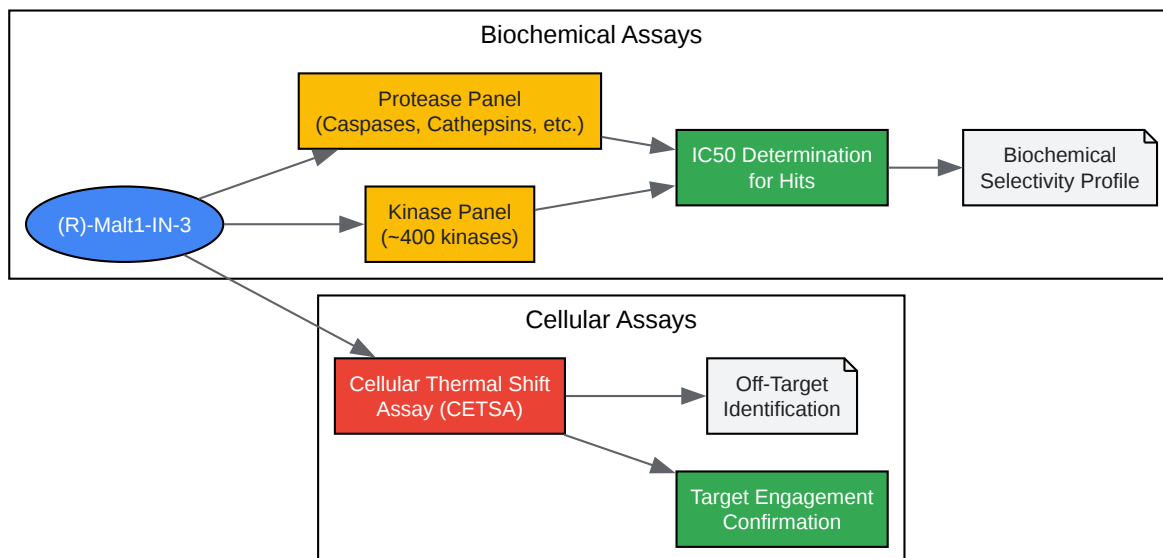 Biochemical Assays
Protease Panel
(Caspases, Cathepsins, etc.)
IC50 Determination
for Hits
Biochemical
Selectivity Profile
(R)-Malt1-IN-3
Kinase Panel
(~400 kinases)
Cellular Assays
Cellular Thermal Shift
Assay (CETSA)
Off-Target
Identification
Target Engagement
Confirmation